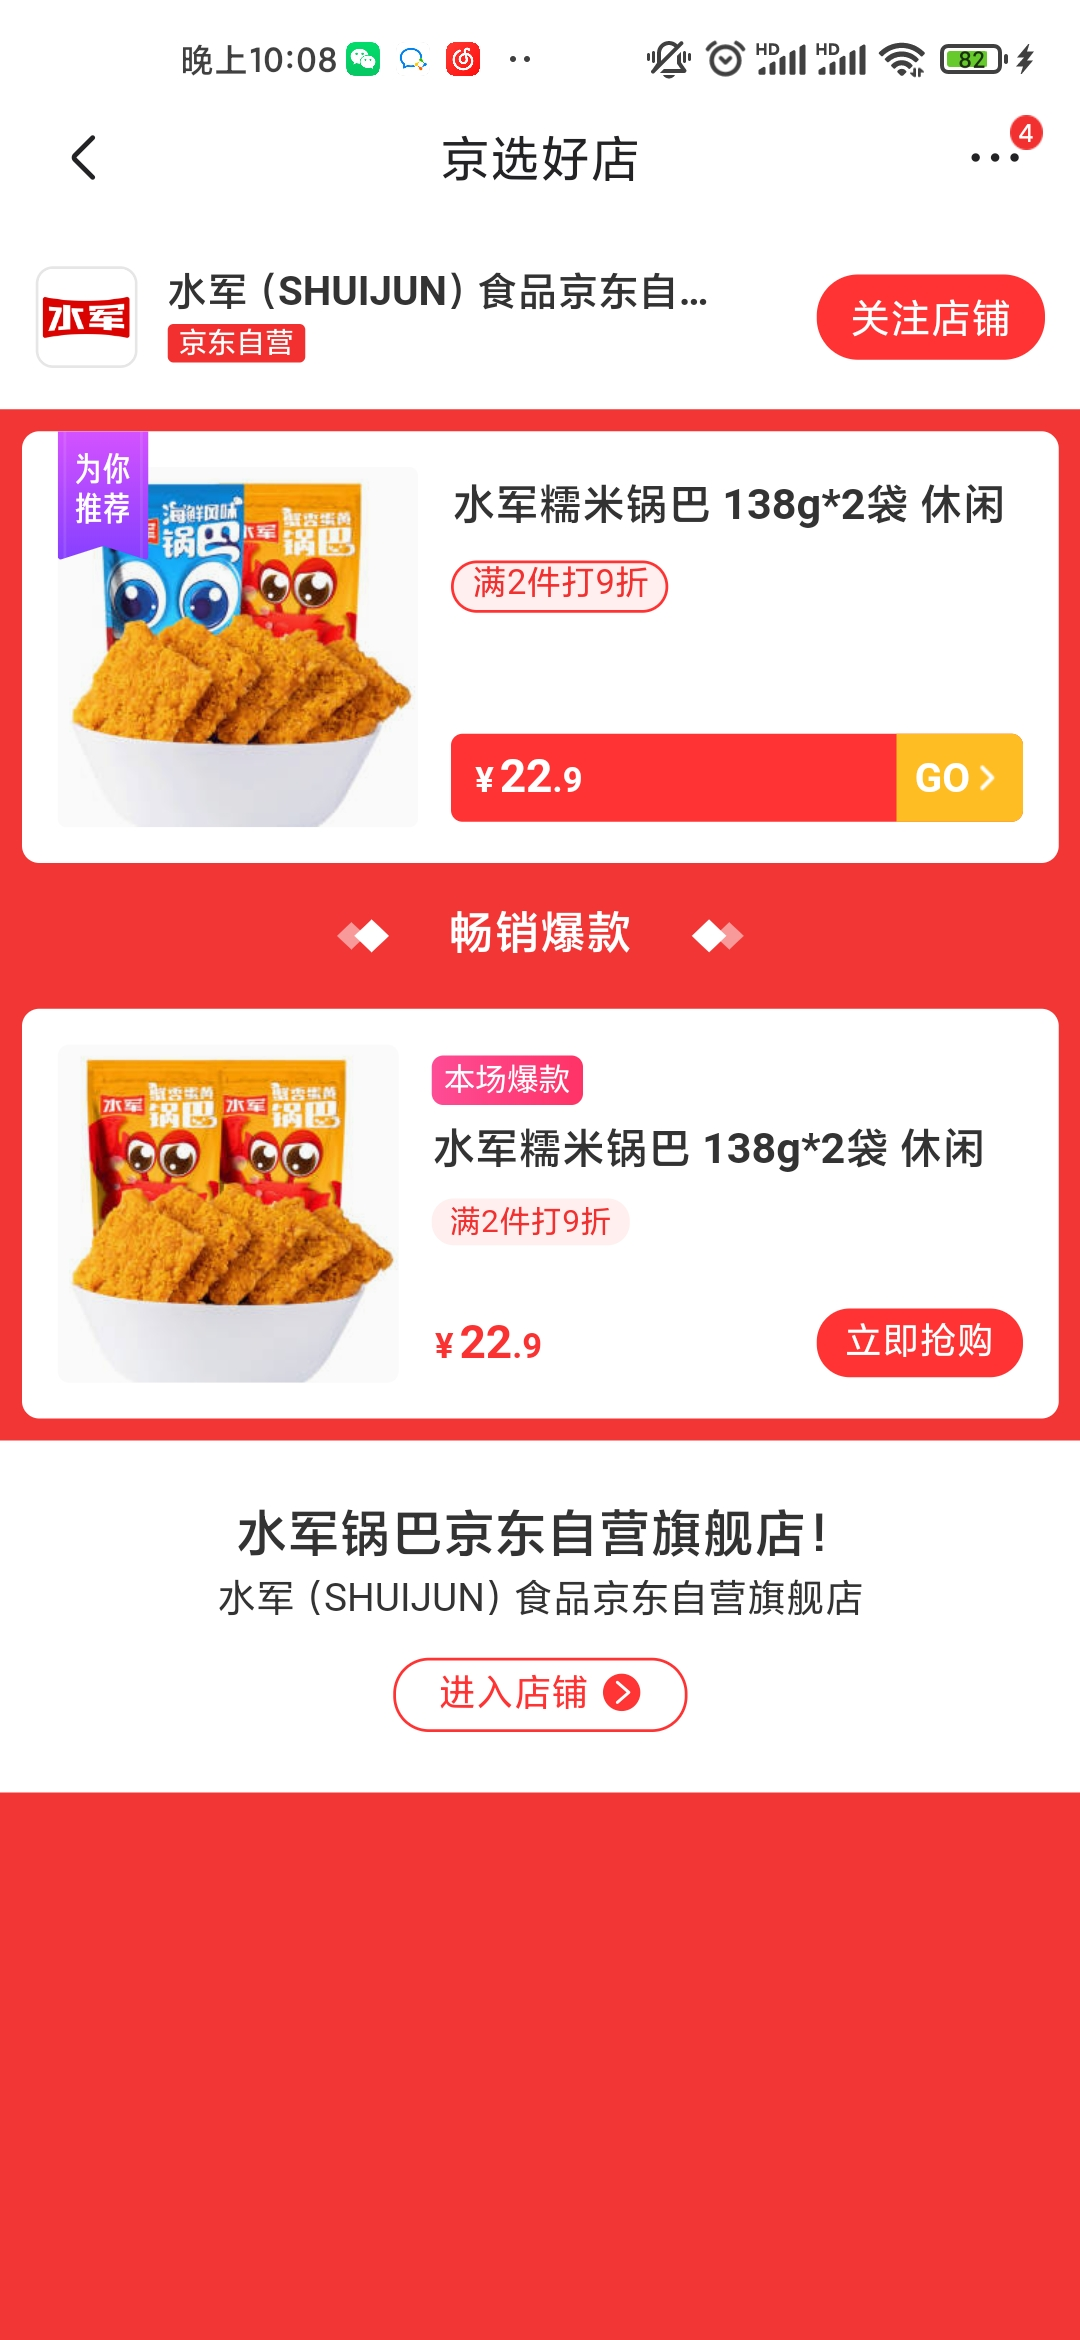 晚上10:08
HD HD 82
京选好店
4
水军
水军（SHUIJUN）食品京东自...
京东自营
关注店铺
为你
推荐
海鲜风味
锅巴
水军
蟹香蛋黄
锅巴
水军糯米锅巴 138g*2袋 休闲
满2件打9折
¥22.9
GO
畅销爆款
水军
蟹香蛋黄
锅巴
水军
蟹香蛋黄
锅巴
本场爆款
水军糯米锅巴 138g*2袋 休闲
满2件打9折
¥22.9
立即抢购
水军锅巴京东自营旗舰店！
水军（SHUIJUN）食品京东自营旗舰店
进入店铺